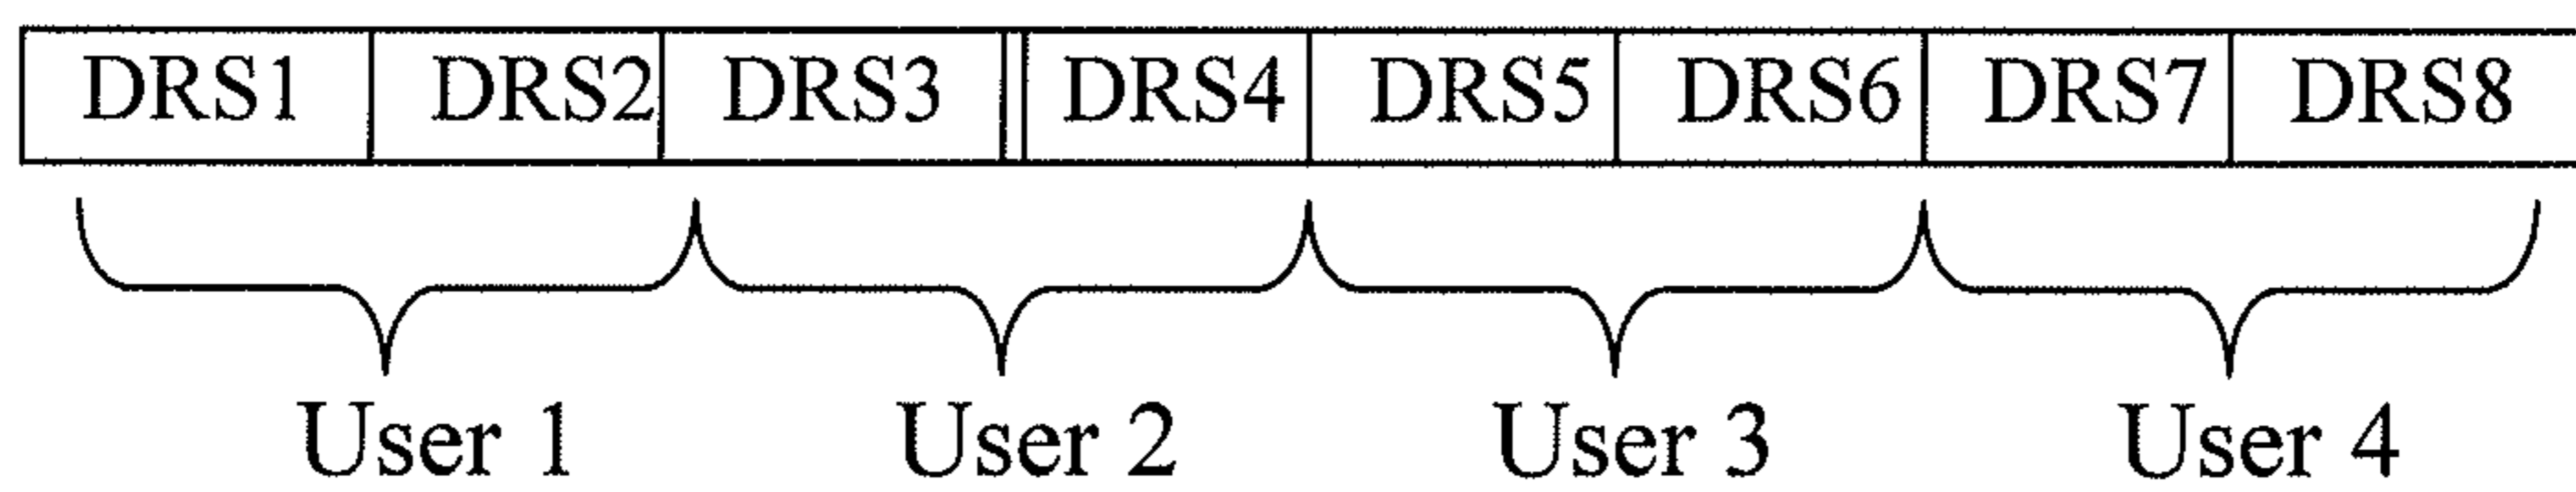 DRS1 DRS2 DRS3 DRS4 DRS5 DRS6 DRS7 DRS8
User 1 User 2 User 3 User 4